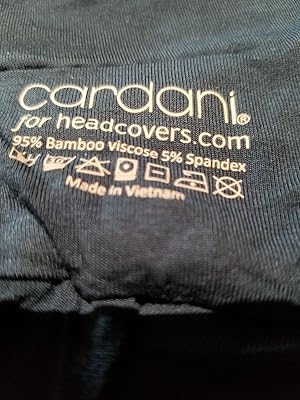 cardani®
for headcovers.com
95% Bamboo viscose 5% Spandex
Made in Vietnam